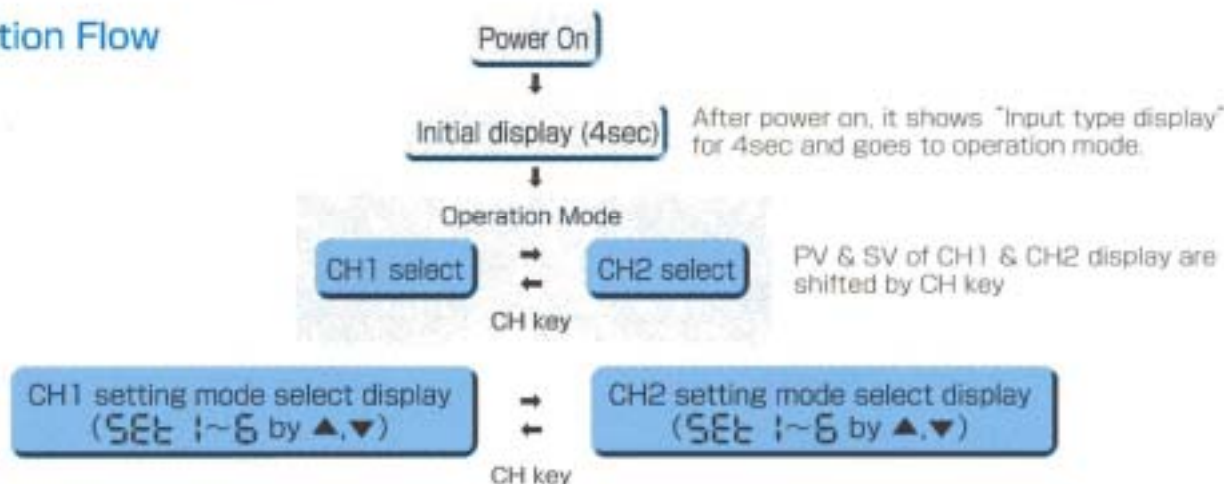 tion Flow
Power On
Initial display (4sec)
After power on, it shows "Input type display"
for 4sec and goes to operation mode.
Operation Mode
CH1 select
CH2 select
PV & SV of CH1 & CH2 display are
shifted by CH key
CH key
CH1 setting mode select display
(SEt 1~6 by ▲,▼)
CH2 setting mode select display
(SEt 1~6 by ▲,▼)
CH key